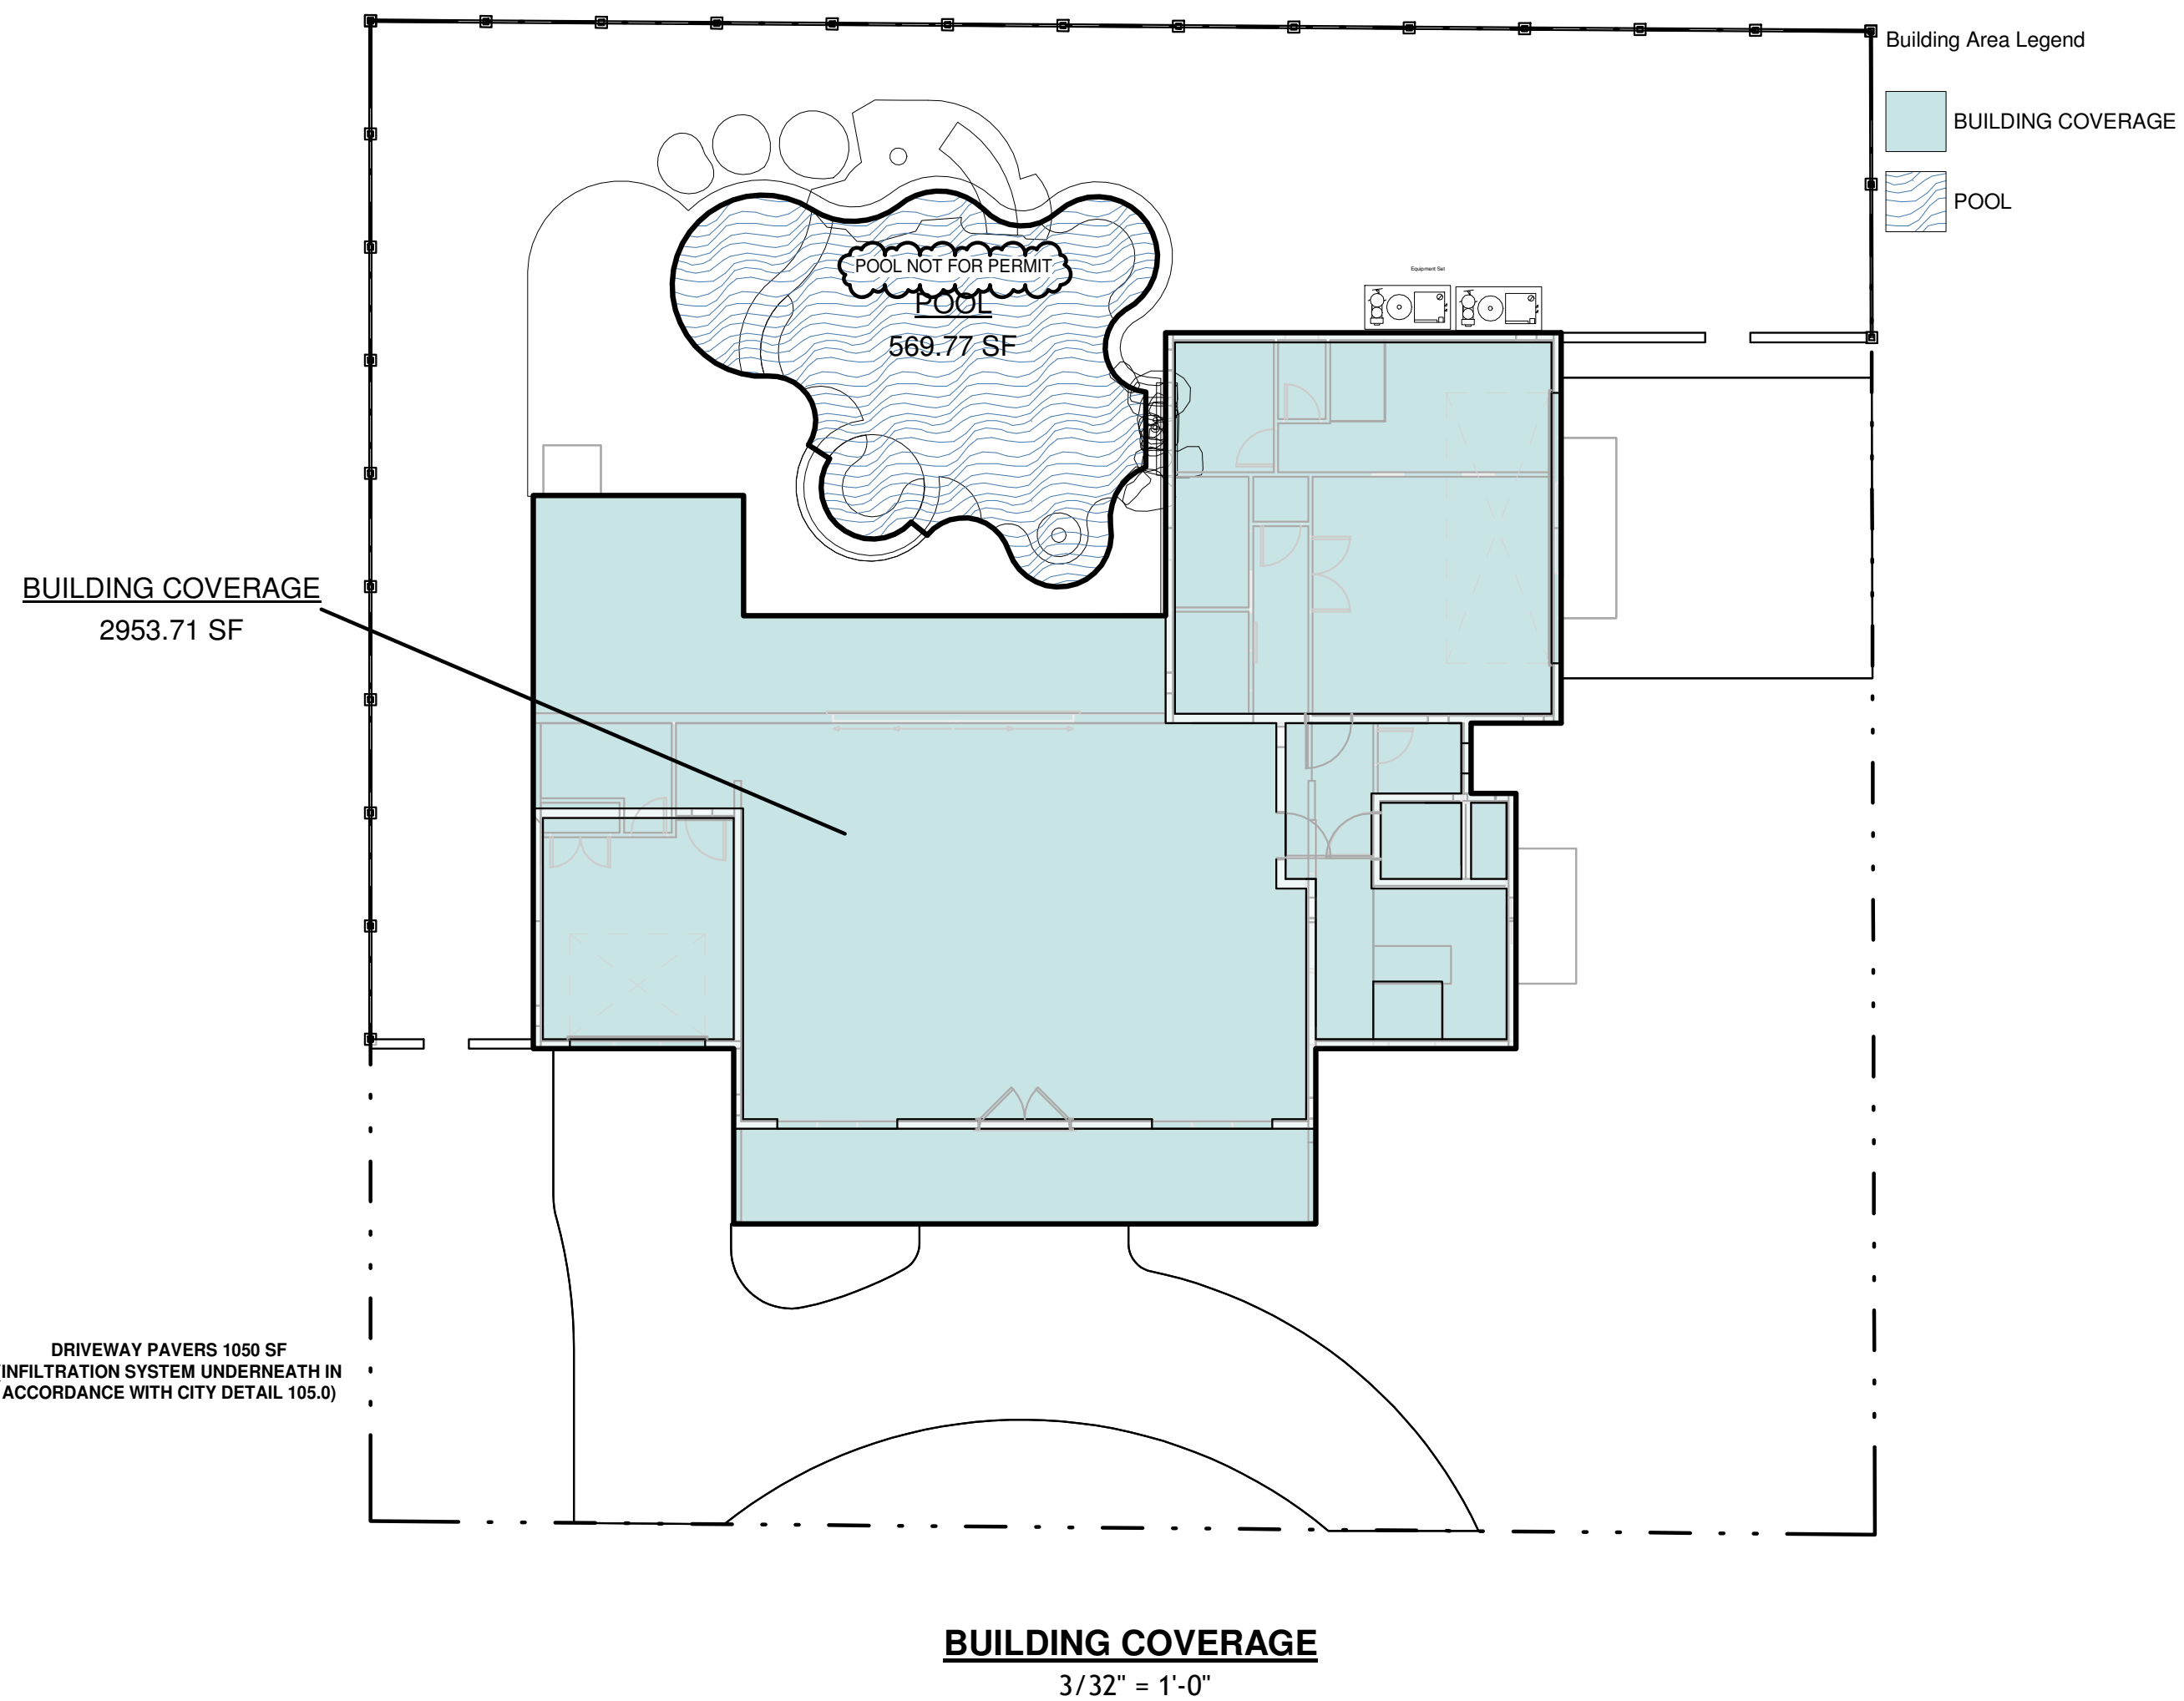 Building Area Legend
BUILDING COVERAGE
POOL
POOL NOT FOR PERMIT
POOL
569.77 SF
Equipment Set
BUILDING COVERAGE
2953.71 SF
DRIVEWAY PAVERS 1050 SF
INFILTRATION SYSTEM UNDERNEATH IN
ACCORDANCE WITH CITY DETAIL 105.0)
BUILDING COVERAGE
3/32" = 1'-0"